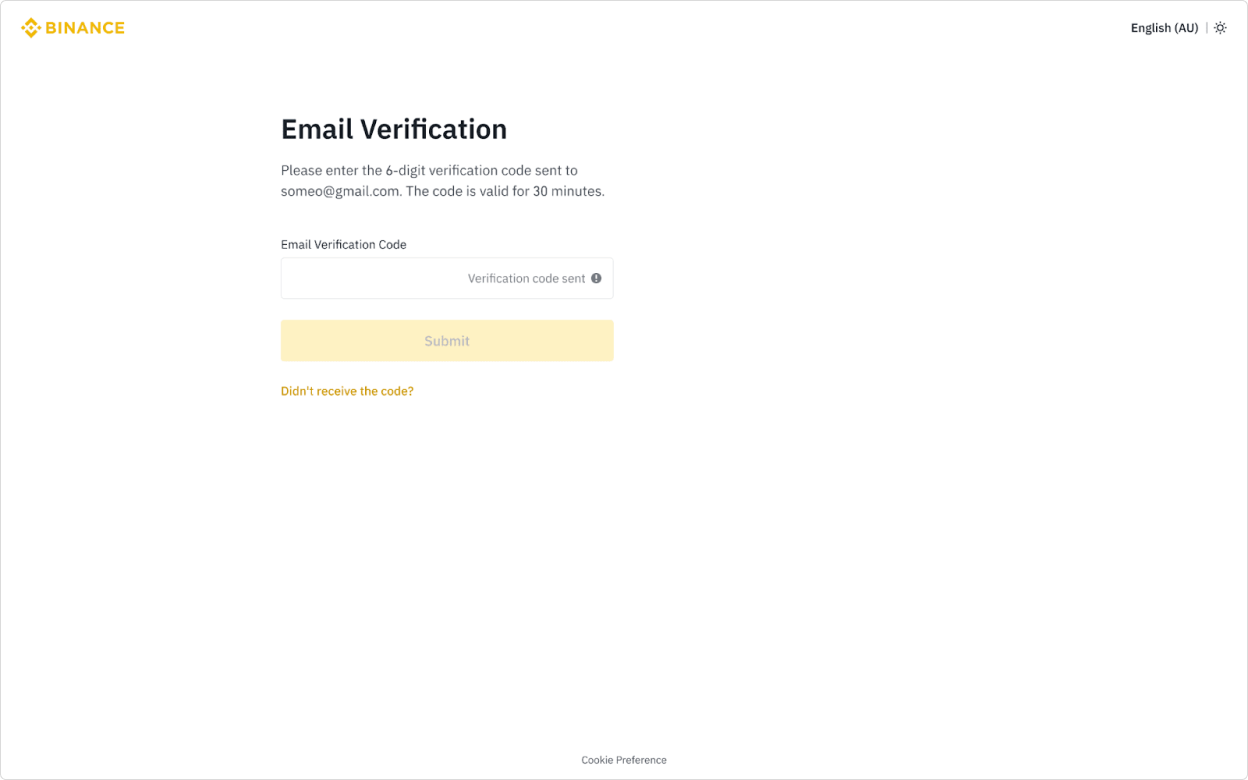 BINANCE
English (AU)
Email Verification
Please enter the 6-digit verification code sent to
someo@gmail.com. The code is valid for 30 minutes.
Email Verification Code
Verification code sent
Submit
Didn't receive the code?
Cookie Preference